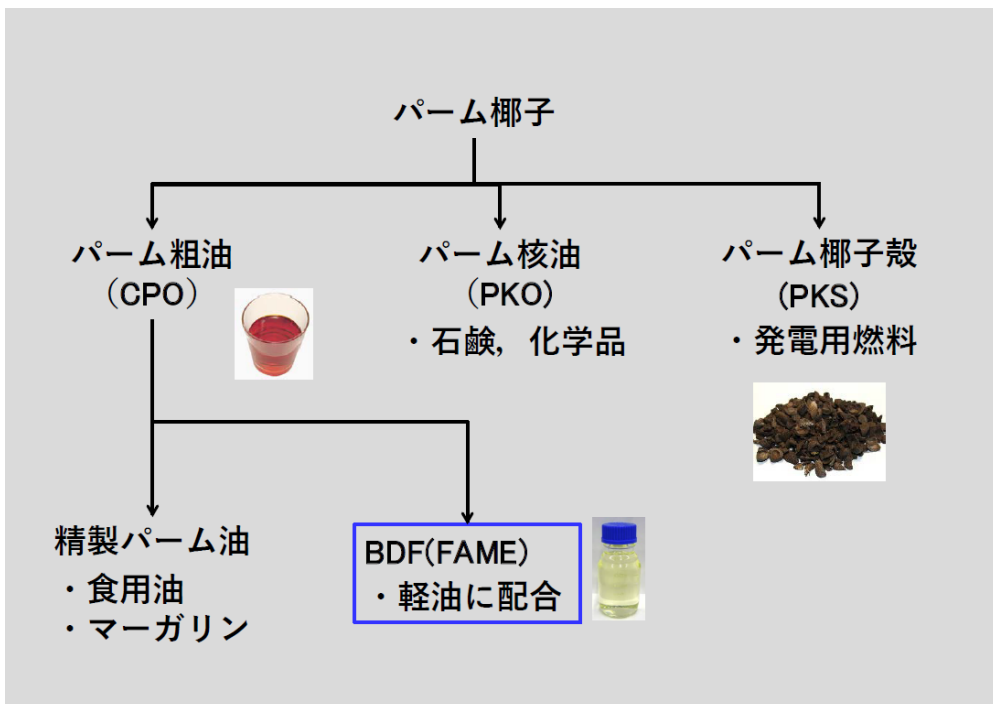 パーム椰子
パーム粗油
（CPO）
パーム核油
（PKO）
・石鹸，化学品
パーム椰子殻
(PKS)
・発電用燃料
精製パーム油
・食用油
・マーガリン
BDF(FAME)
・軽油に配合